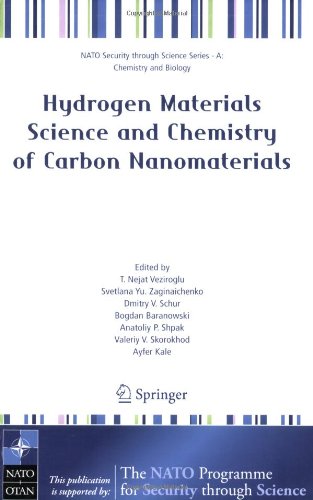 NATO Security through Science Series - A:
Chemistry and Biology
Hydrogen Materials
Science and Chemistry
of Carbon Nanomaterials
Edited by
T. Nejat Veziroglu
Svetlana Yu. Zaginaichenko
Dmitry V. Schur
Bogdan Baranowski
Anatoliy P. Shpak
Valeriy V. Skorokhod
Ayfer Kale
Springer
NATO
OTAN
This publication
is supported by:
The NATO Programme
for Security through Science